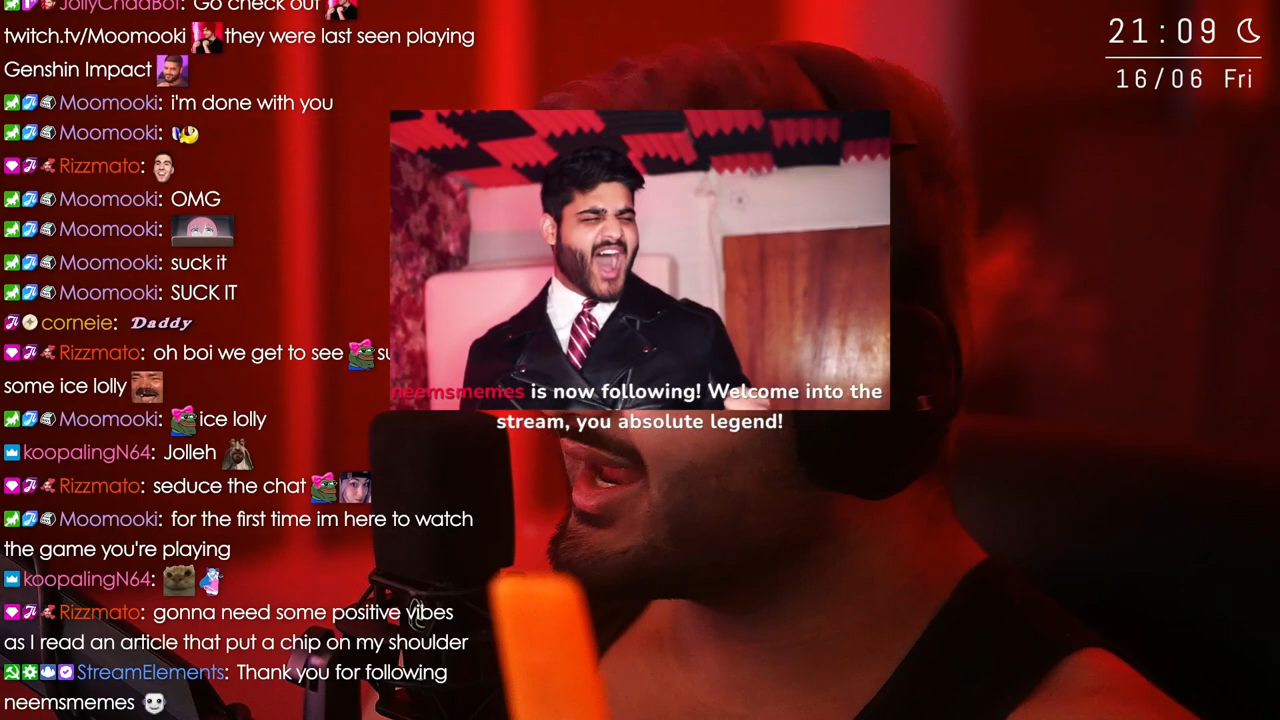 JollyChadBot: Go check out
twitch.tv/Moomooki they were last seen playing
Genshin Impact
Moomooki: i'm done with you
Moomooki:
Rizzmato:
Moomooki: OMG
Moomooki:
Moomooki: suck it
Moomooki: SUCK IT
corneie: Daddy
Rizzmato: oh boi we get to see su
some ice lolly
Moomooki: ice lolly
koopalingN64: Jolleh
Rizzmato: seduce the chat
Moomooki: for the first time im here to watch
the game you're playing
koopalingN64:
Rizzmato: gonna need some positive vibes
as I read an article that put a chip on my shoulder
StreamElements: Thank you for following
neemsmemes
neemsmemes is now following! Welcome into the
stream, you absolute legend!
21:09
16/06 Fri